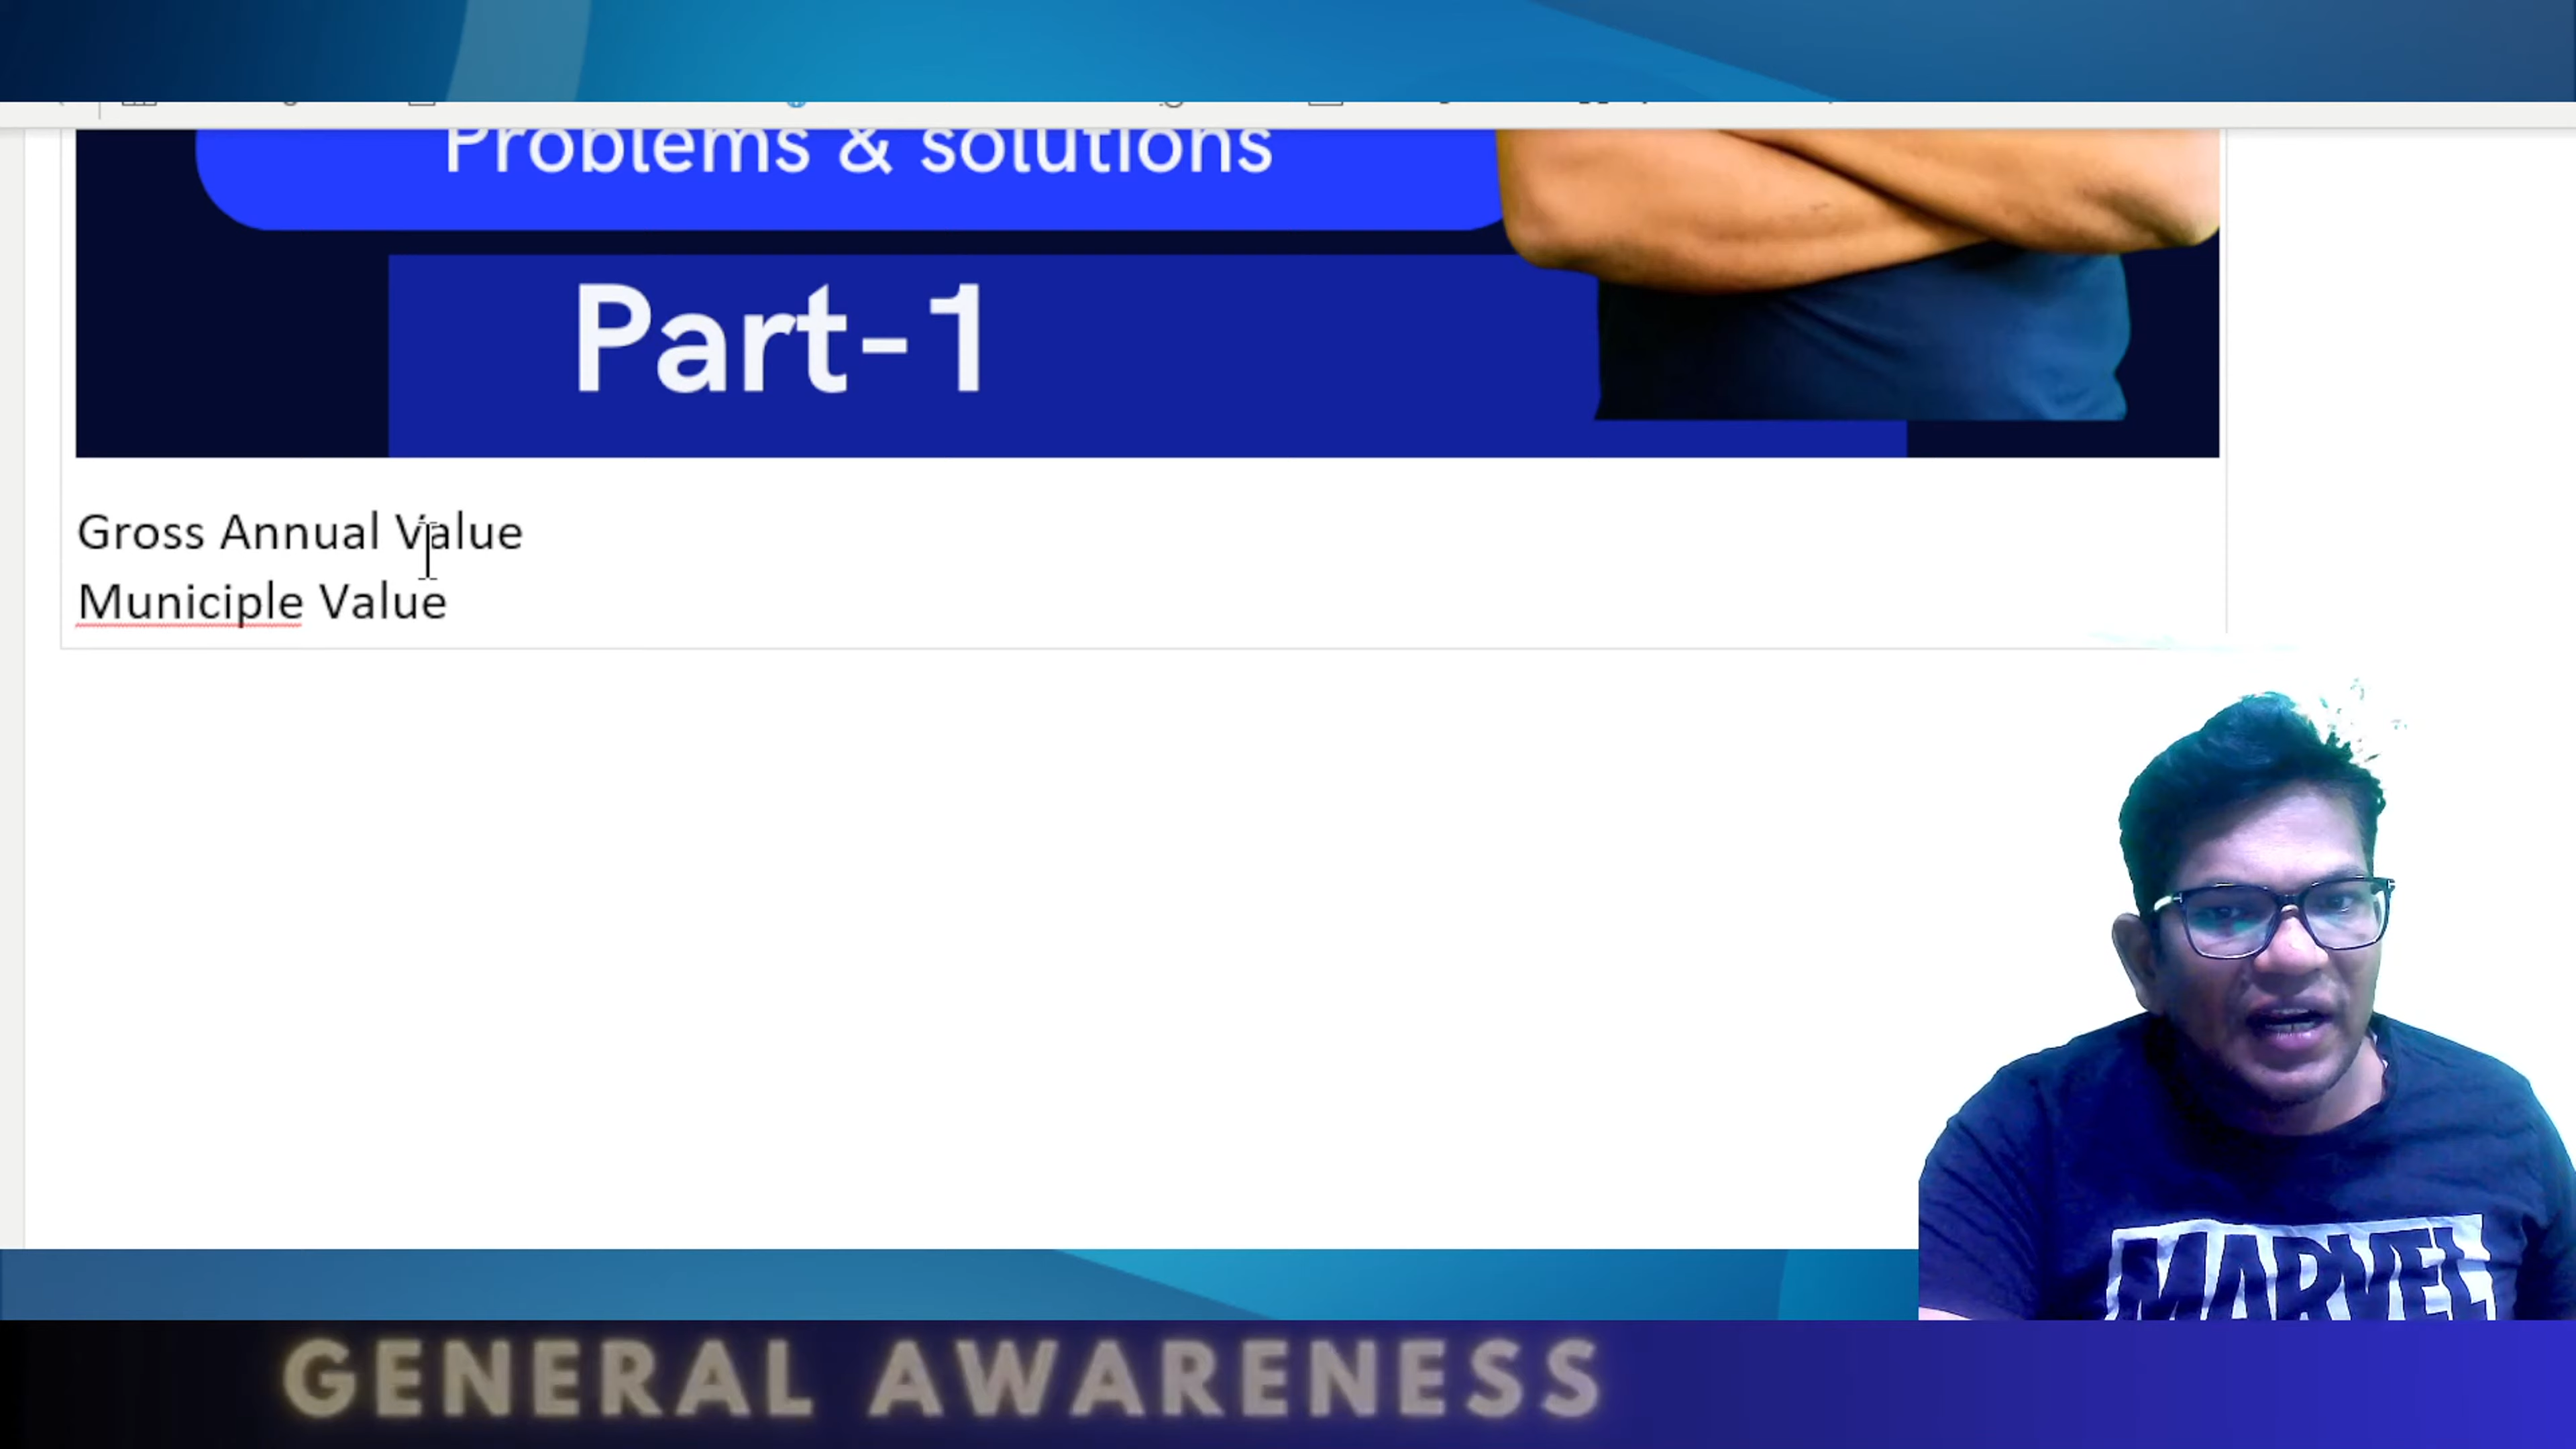 Problems & solutions
Part-1
Gross Annual Value
Municiple Value
MARVEL
GENERAL AWARENESS